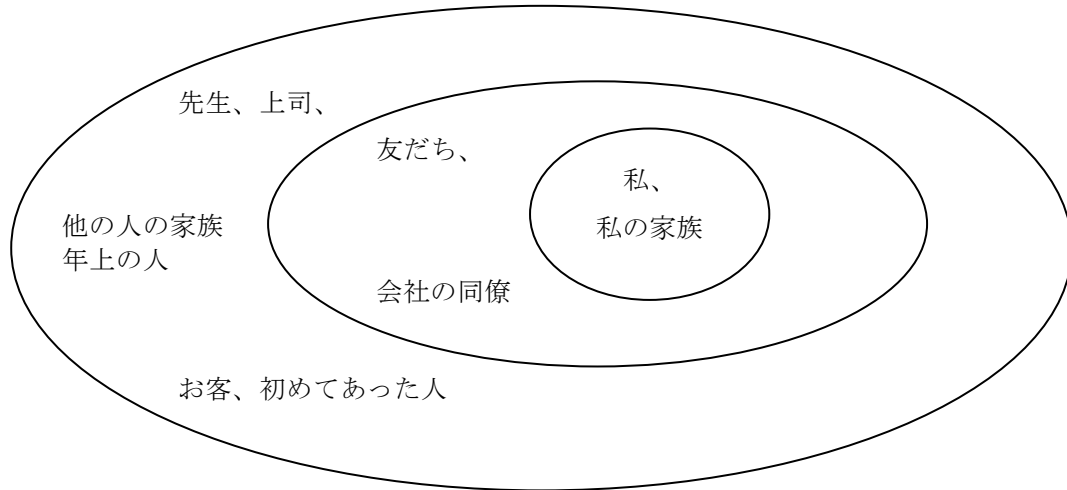 先生、上司、
友だち、
私、
私の家族
他の人の家族
年上の人
会社の同僚
お客、初めてあった人